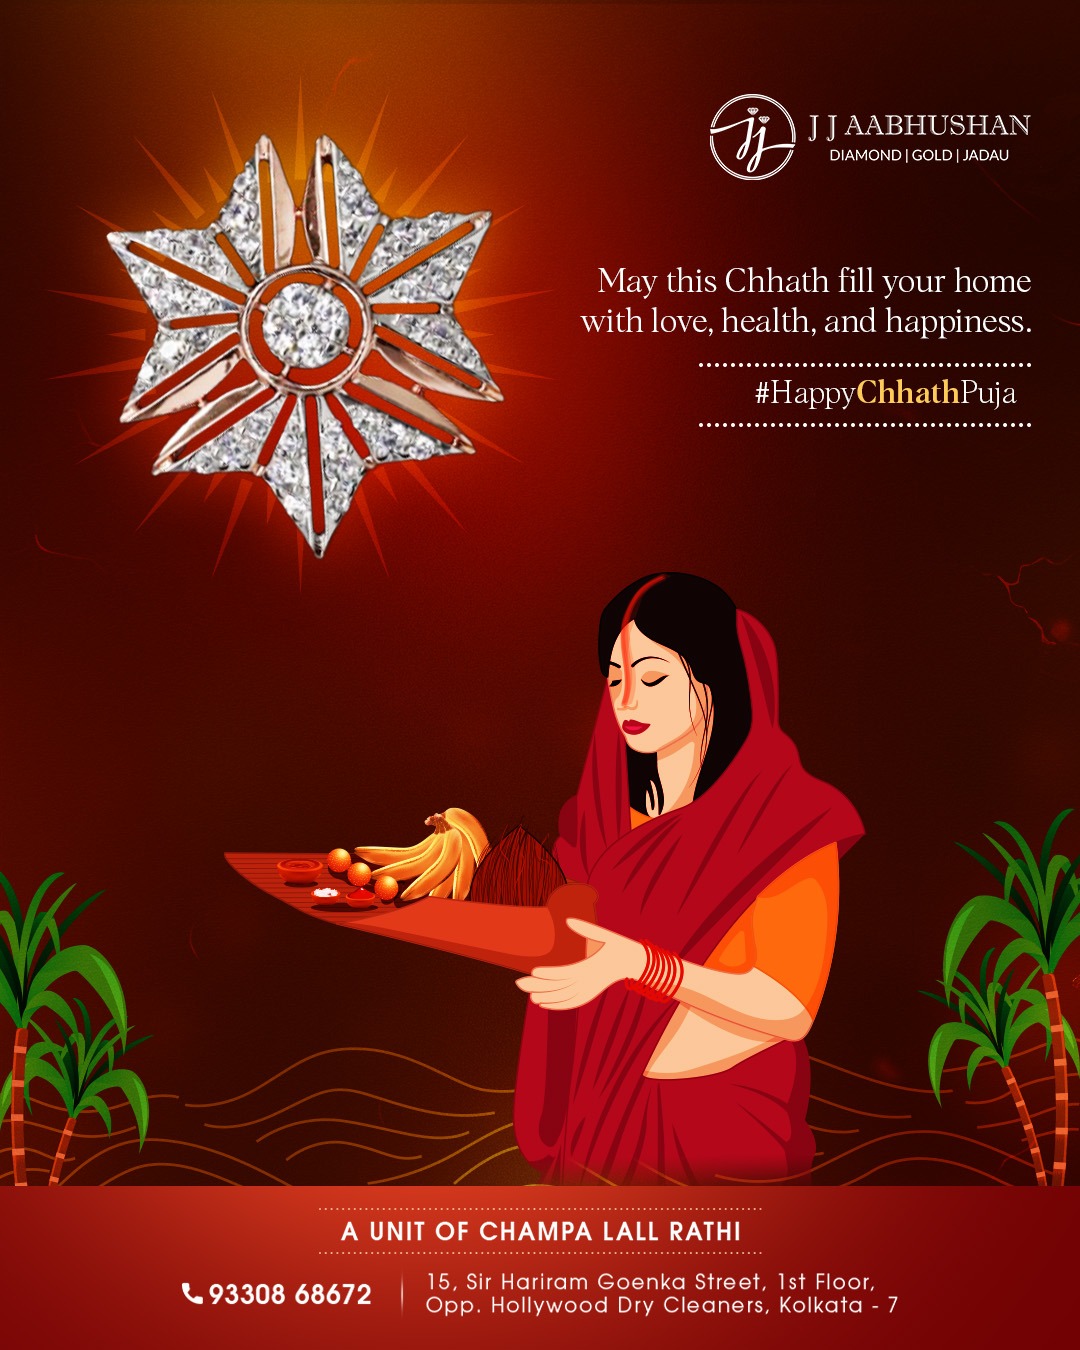 J J AABHUSHAN
DIAMOND | GOLD | JADAU
May this Chhath fill your home
with love, health, and happiness.
#HappyChhathPuja
A UNIT OF CHAMPA LALL RATHI
93308 68672
15, Sir Hariram Goenka Street, 1st Floor,
Opp. Hollywood Dry Cleaners, Kolkata - 7